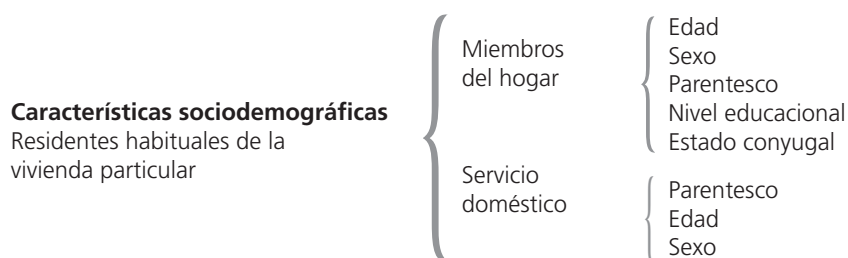 Características sociodemográficas
Residentes habituales de la
vivienda particular
Miembros
del hogar
Edad
Sexo
Parentesco
Nivel educacional
Estado conyugal
Servicio
doméstico
Parentesco
Edad
Sexo